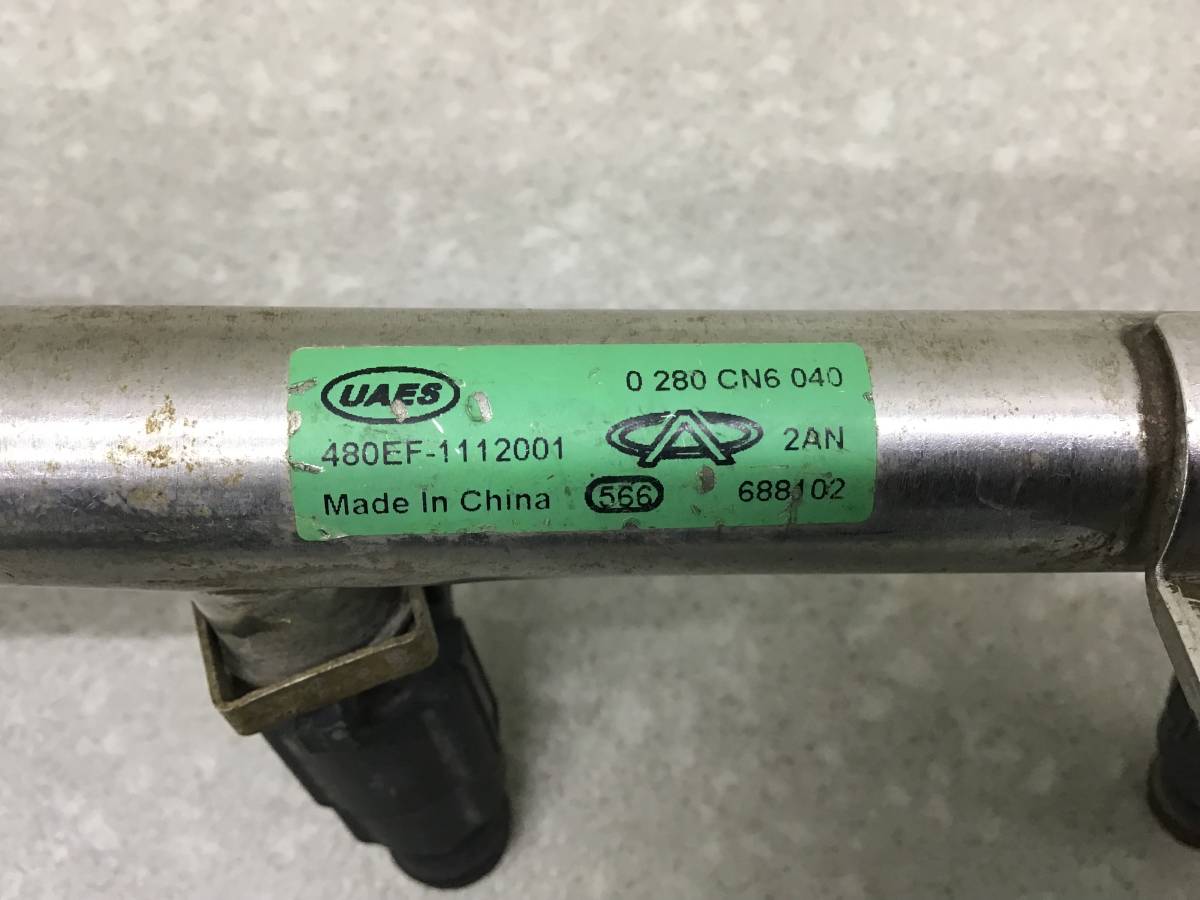 UAES 0 280 CN6 040
480EF-1112001 2AN
Made In China 566 688102